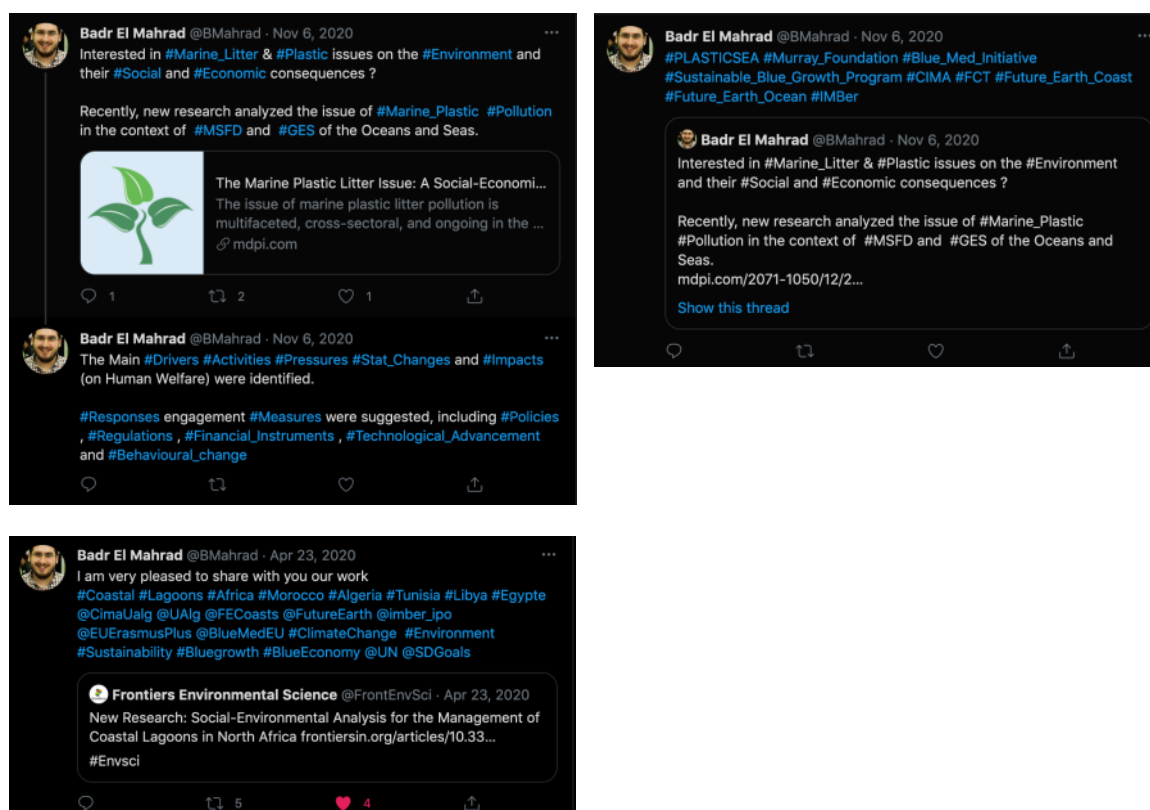 Badr El Mahrad @BMahrad · Nov 6, 2020
Interested in #Marine_Litter & #Plastic issues on the #Environment and
their #Social and #Economic consequences ?
Recently, new research analyzed the issue of #Marine_Plastic #Pollution
in the context of #MSFD and #GES of the Oceans and Seas.
The Marine Plastic Litter Issue: A Social-Economi...
The issue of marine plastic litter pollution is
multifaceted, cross-sectoral, and ongoing in the ...
mdpi.com
1 2 1
Badr El Mahrad @BMahrad · Nov 6, 2020
The Main #Drivers #Activities #Pressures #Stat_Changes and #Impacts
(on Human Welfare) were identified.
#Responses engagement #Measures were suggested, including #Policies
, #Regulations , #Financial_Instruments , #Technological_Advancement
and #Behavioural_change
Badr El Mahrad @BMahrad · Nov 6, 2020
#PLASTICSEA #Murray_Foundation #Blue_Med_Initiative
#Sustainable_Blue_Growth_Program #CIMA #FCT #Future_Earth_Coast
#Future_Earth_Ocean #IMBer
Badr El Mahrad @BMahrad · Nov 6, 2020
Interested in #Marine_Litter & #Plastic issues on the #Environment
and their #Social and #Economic consequences ?
Recently, new research analyzed the issue of #Marine_Plastic
#Pollution in the context of #MSFD and #GES of the Oceans and
Seas.
mdpi.com/2071-1050/12/2...
Show this thread
Badr El Mahrad @BMahrad · Apr 23, 2020
I am very pleased to share with you our work
#Coastal #Lagoons #Africa #Morocco #Algeria #Tunisia #Libya #Egypte
@CimaUalg @UAlg @FECoasts @FutureEarth @imber_ipo
@EUErasmusPlus @BlueMedEU #ClimateChange #Environment
#Sustainability #Bluegrowth #BlueEconomy @UN @SDGoals
Frontiers Environmental Science @FrontEnvSci · Apr 23, 2020
New Research: Social-Environmental Analysis for the Management of
Coastal Lagoons in North Africa frontiersin.org/articles/10.33...
#Envsci
5 4